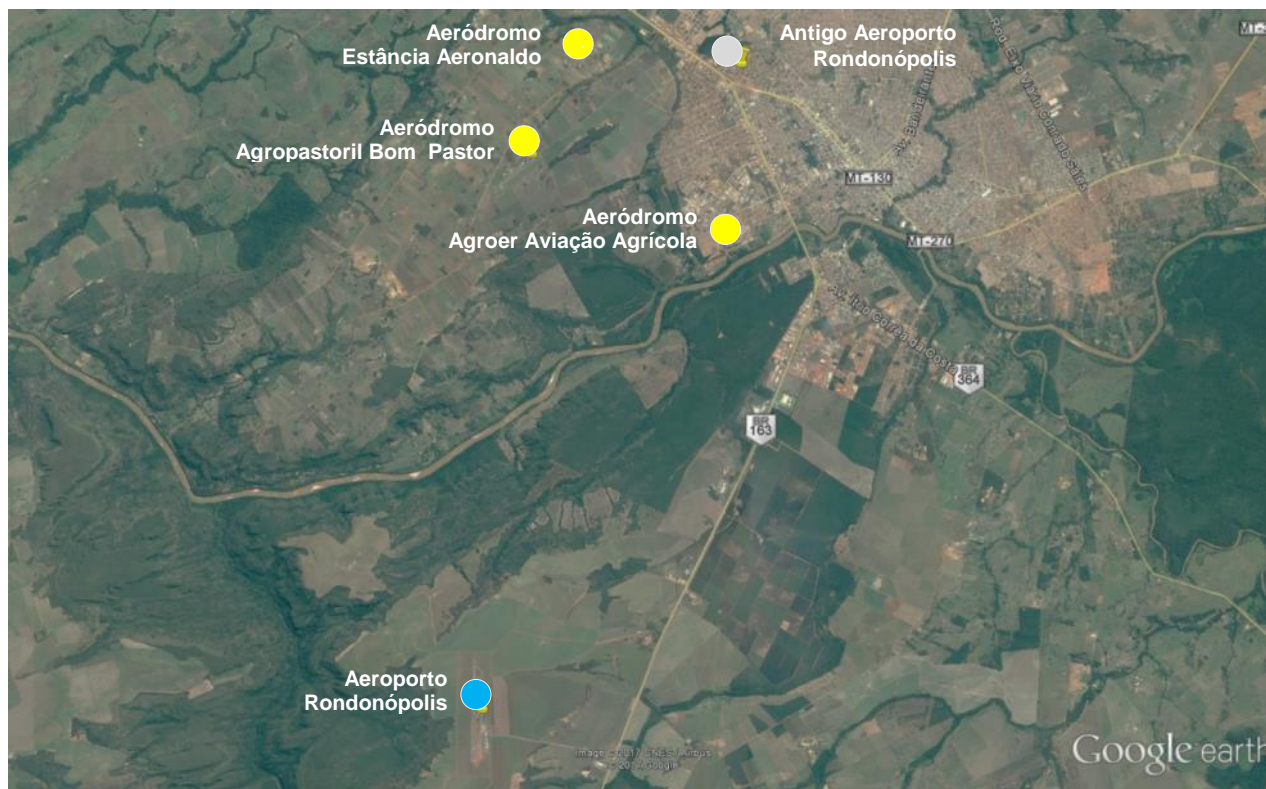 Aeródromo
Estância Aeronaldo
Antigo Aeroporto
Rondonópolis
Aeródromo
Agropastoril Bom Pastor
Aeródromo
Agroer Aviação Agrícola
MT-130
MT-270
BR
364
BR
163
Aeroporto
Rondonópolis
Google earth